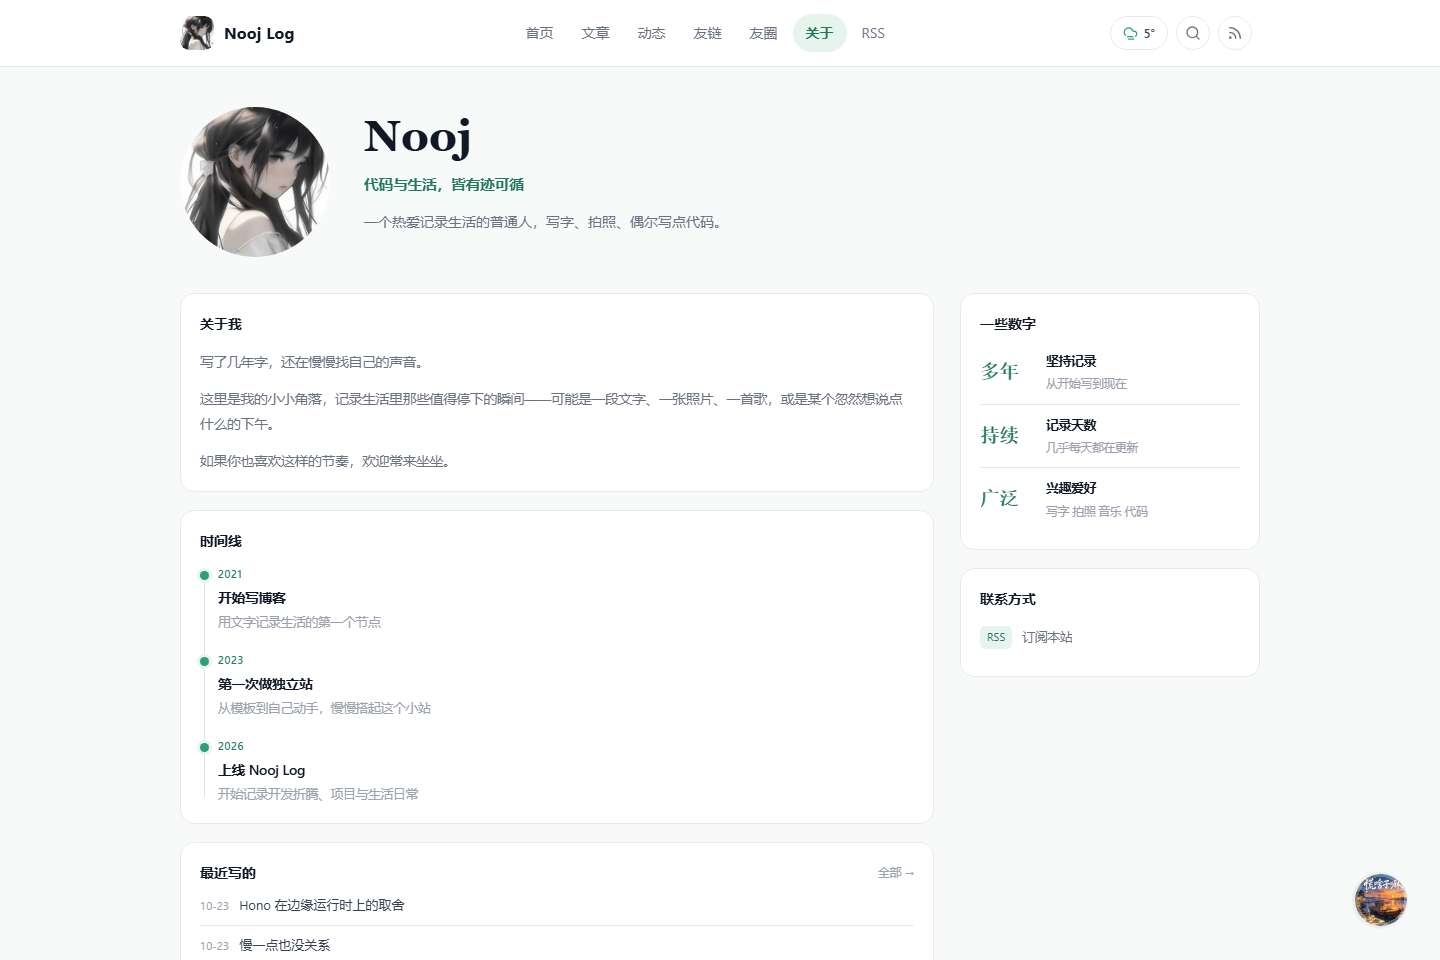 Nooj Log
首页
文章
动态
友链
友圈
关于
RSS
5°
Nooj
代码与生活，皆有迹可循
一个热爱记录生活的普通人，写字、拍照、偶尔写点代码。
关于我
写了几年字，还在慢慢找自己的声音。
这里是我的小小角落，记录生活里那些值得停下的瞬间——可能是一段文字、一张照片、一首歌，或是某个忽然想说点
什么的下午。
如果你也喜欢这样的节奏，欢迎常来坐坐。
时间线
2021
开始写博客
用文字记录生活的第一个节点
2023
第一次做独立站
从模板到自己动手，慢慢搭起这个小站
2026
上线 Nooj Log
开始记录开发折腾、项目与生活日常
最近写的
全部 →
10-23 Hono 在边缘运行时上的取舍
10-23 慢一点也没关系
一些数字
多年
坚持记录
从开始写到现在
持续
记录天数
几乎每天都在更新
广泛
兴趣爱好
写字 拍照 音乐 代码
联系方式
RSS 订阅本站